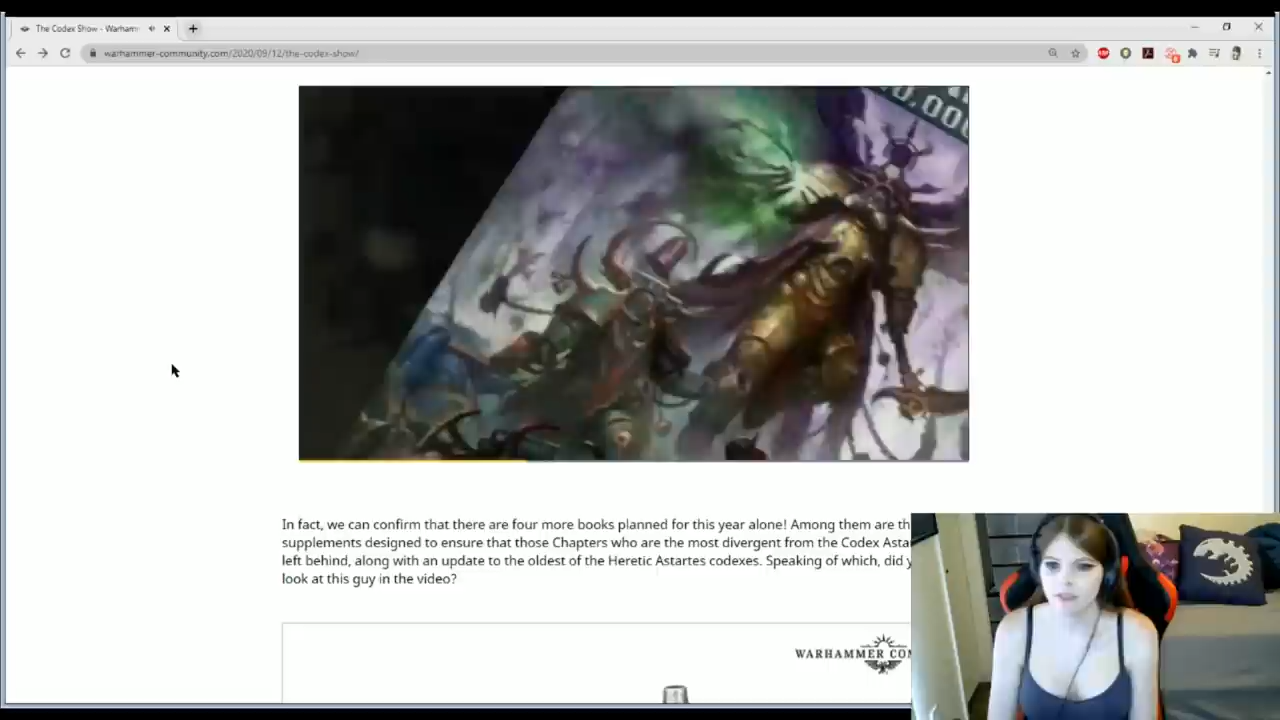 The Codex Show - Warham
warhammer-community.com/2020/09/12/the-codex-show/
0,000
In fact, we can confirm that there are four more books planned for this year alone! Among them are th
supplements designed to ensure that those Chapters who are the most divergent from the Codex Asta
left behind, along with an update to the oldest of the Heretic Astartes codexes. Speaking of which, did y
look at this guy in the video?
WARHAMMER COM